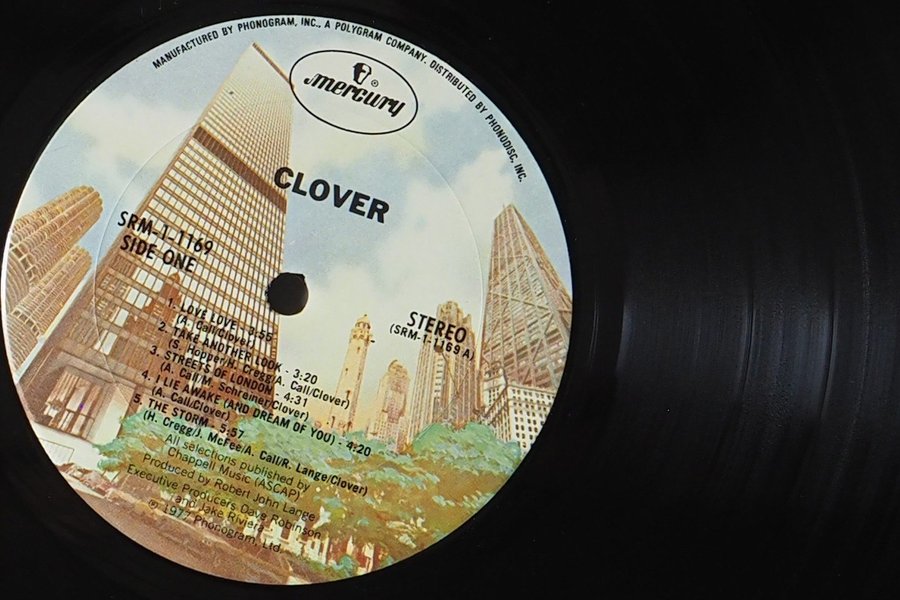 MANUFACTURED BY PHONOGRAM, INC., A POLYGRAM COMPANY. DISTRIBUTED BY PHONODISC, INC.
mercury ®
CLOVER
SRM-1-1169
SIDE ONE
STEREO
(SRM-1-1169 A)
1. LOVE LOVE - 3:55
(A. Call/Clover)
2. TAKE ANOTHER LOOK - 3:20
(S. Hopper/H. Cregg/A. Call/Clover)
3. STREETS OF LONDON - 4:31
(A. Call/M. Schreiner/Clover)
4. I LIE AWAKE (AND DREAM OF YOU) - 4:20
(A. Call/Clover)
5. THE STORM - 5:57
(H. Cregg/J. McFee/A. Call/R. Lange/Clover)
All selections published by
Chappell Music (ASCAP)
Produced by Robert John Lange
Executive Producers Dave Robinson
and Jake Riviera
℗ 1977 Phonogram, Ltd.